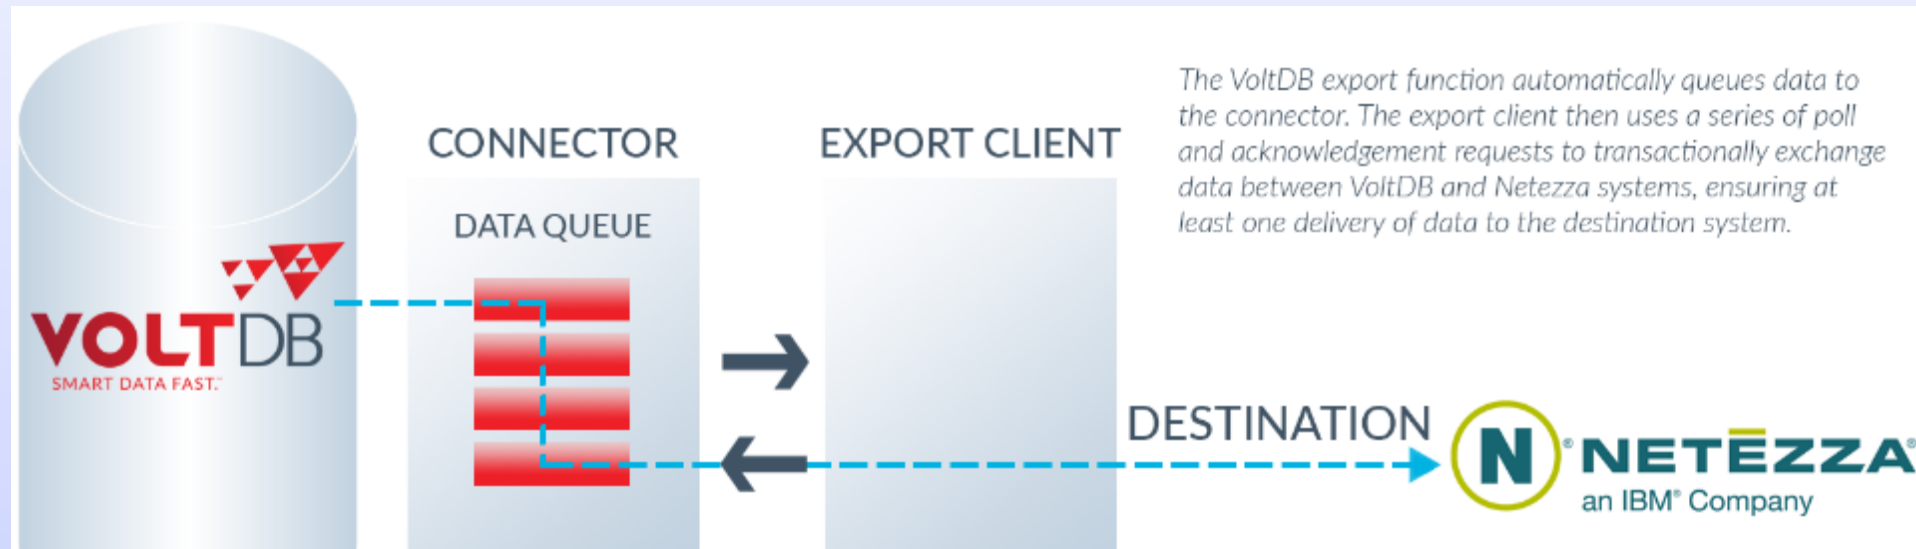 VOLTDB
SMART DATA FAST.™
CONNECTOR
DATA QUEUE
EXPORT CLIENT
The VoltDB export function automatically queues data to
the connector. The export client then uses a series of poll
and acknowledgement requests to transactionally exchange
data between VoltDB and Netezza systems, ensuring at
least one delivery of data to the destination system.
DESTINATION
N® NETĒZZA®
an IBM® Company